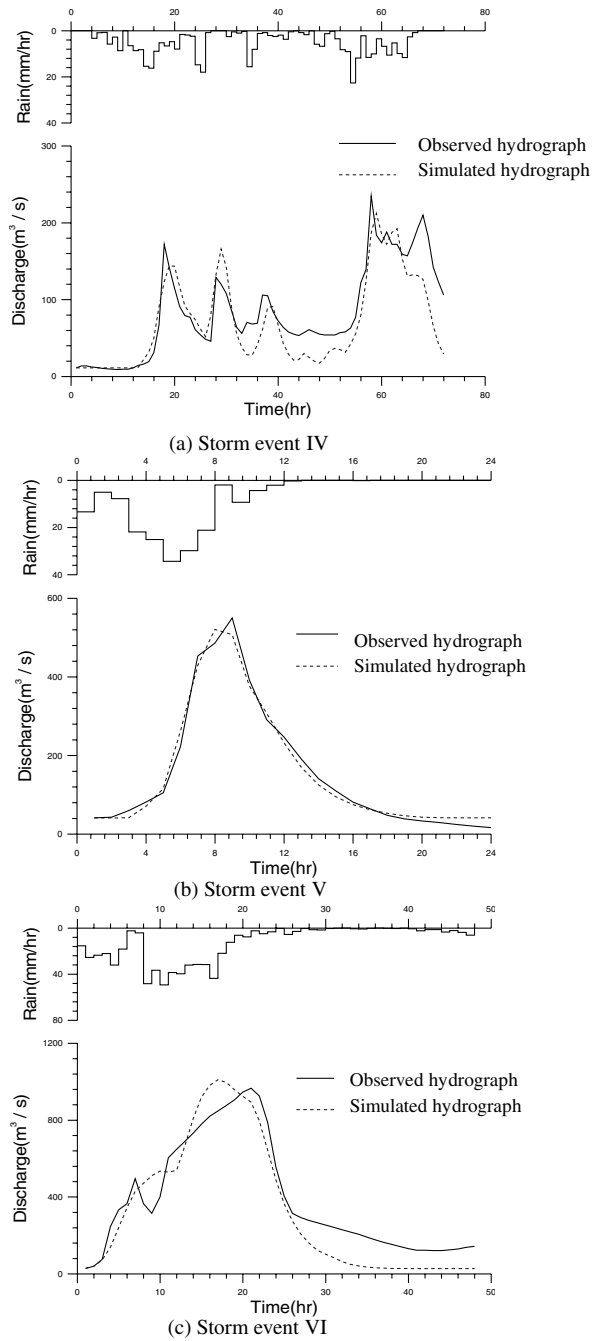 0 20 40 60 80
0
20
40
Rain(mm/hr)
300
200
100
0
Discharge(m³ / s)
Observed hydrograph
Simulated hydrograph
0 20 40 60 80
Time(hr)
(a) Storm event IV
0 4 8 12 16 20 24
0
20
40
Rain(mm/hr)
600
400
200
0
Discharge(m³ / s)
Observed hydrograph
Simulated hydrograph
0 4 8 12 16 20 24
Time(hr)
(b) Storm event V
0 10 20 30 40 50
0
40
80
Rain(mm/hr)
1200
800
400
0
Discharge(m³ / s)
Observed hydrograph
Simulated hydrograph
0 10 20 30 40 50
Time(hr)
(c) Storm event VI